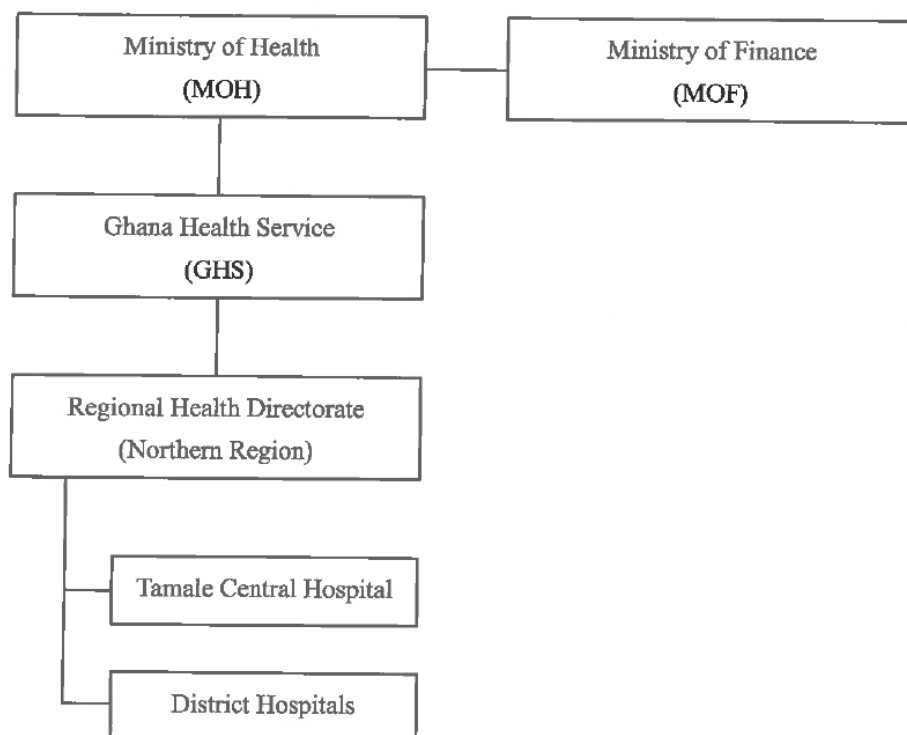 Ministry of Health
(MOH)
Ministry of Finance
(MOF)
Ghana Health Service
(GHS)
Regional Health Directorate
(Northern Region)
Tamale Central Hospital
District Hospitals